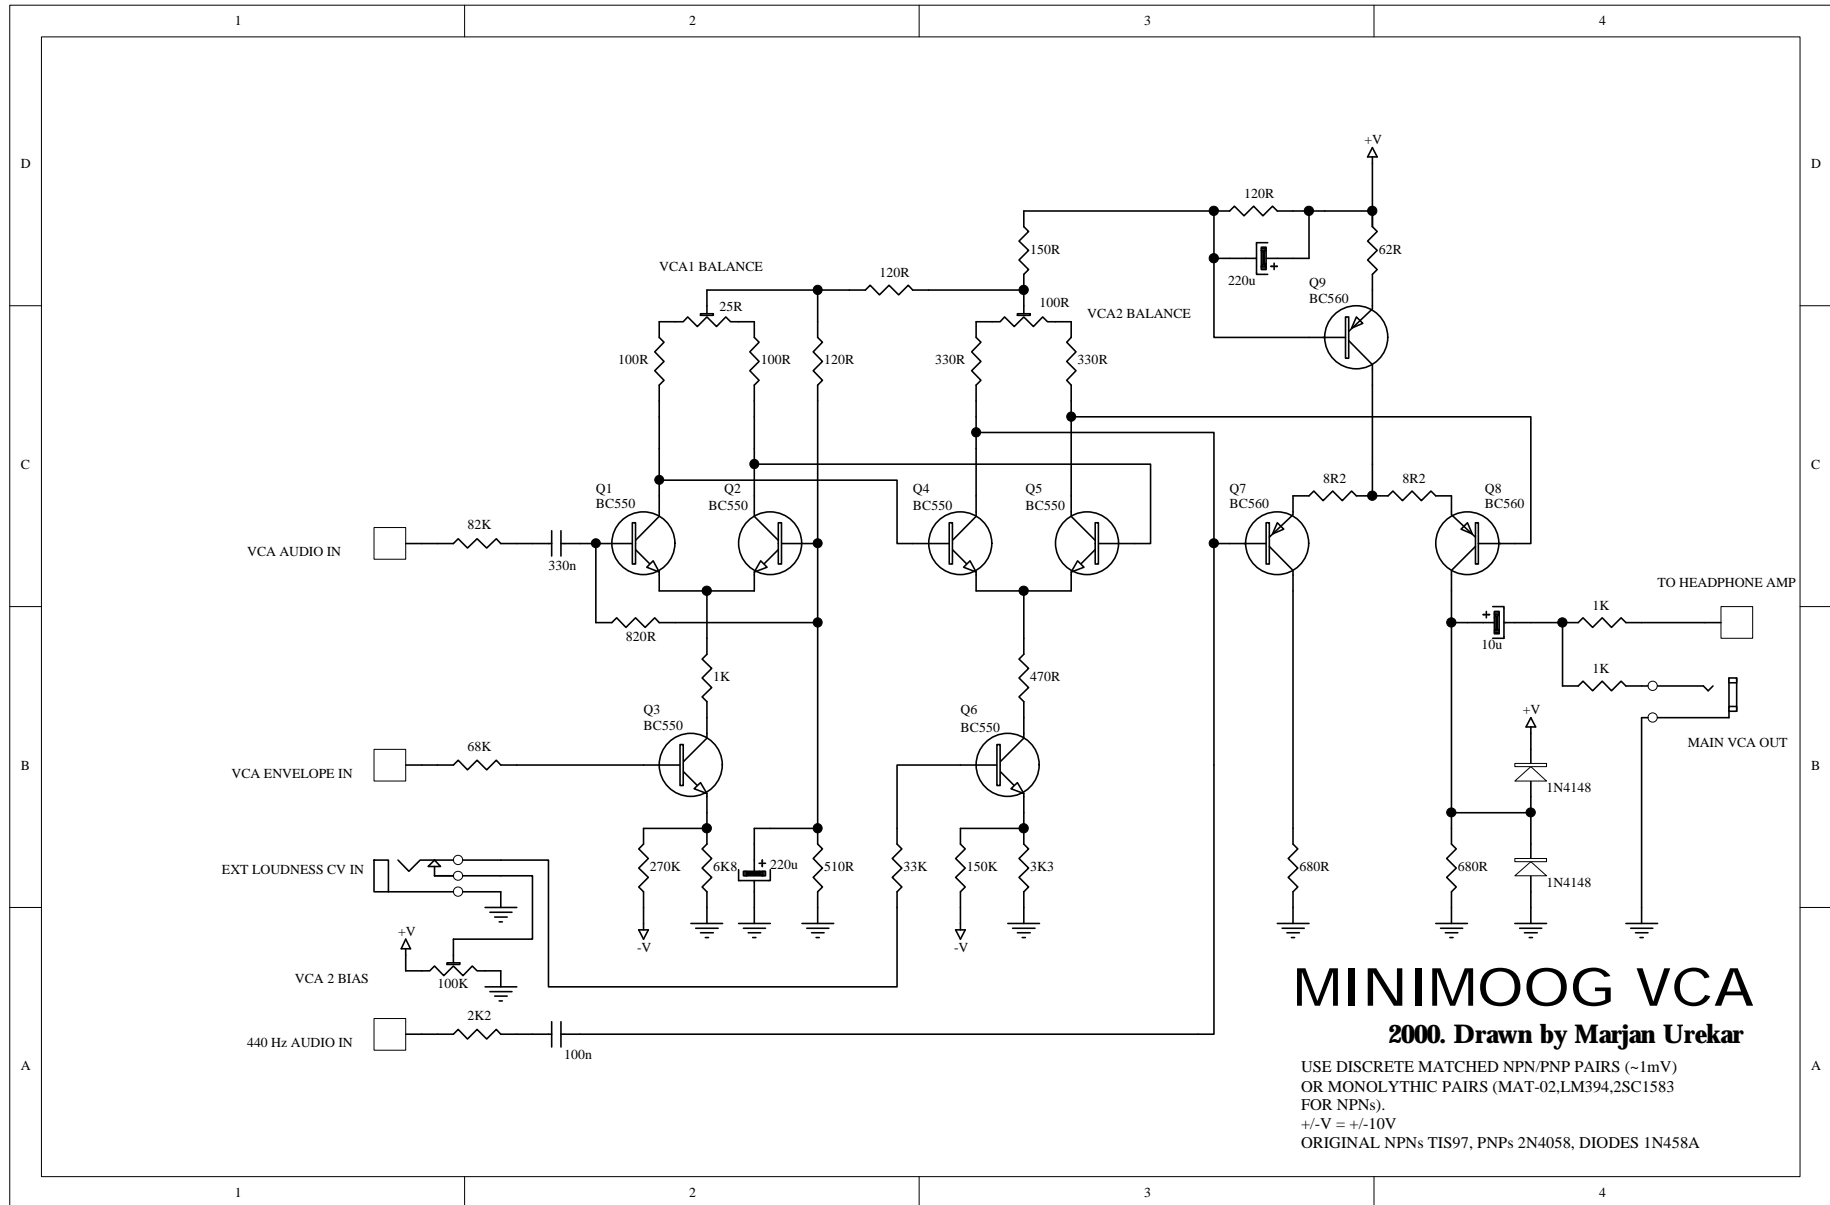 1
2
3
4
D
D
+V
120R
150R
62R
VCA1 BALANCE
120R
220u
+
Q9
BC560
25R
100R
VCA2 BALANCE
100R
100R
120R
330R
330R
C
C
Q1
BC550
Q2
BC550
Q4
BC550
Q5
BC550
Q7
BC560
8R2
8R2
Q8
BC560
82K
VCA AUDIO IN
330n
TO HEADPHONE AMP
820R
+
10u
1K
1K
470R
1K
Q3
BC550
Q6
BC550
+V
MAIN VCA OUT
68K
VCA ENVELOPE IN
B
B
1N4148
EXT LOUDNESS CV IN
270K
6K8
+
220u
510R
33K
150K
3K3
680R
680R
1N4148
+V
-V
-V
VCA 2 BIAS
100K
2K2
440 Hz AUDIO IN
100n
A
A
MINIMOOG VCA
2000. Drawn by Marjan Urekar
USE DISCRETE MATCHED NPN/PNP PAIRS (~1mV)
OR MONOLYTHIC PAIRS (MAT-02,LM394,2SC1583
FOR NPNs).
+/-V = +/-10V
ORIGINAL NPNs TIS97, PNPs 2N4058, DIODES 1N458A
1
2
3
4